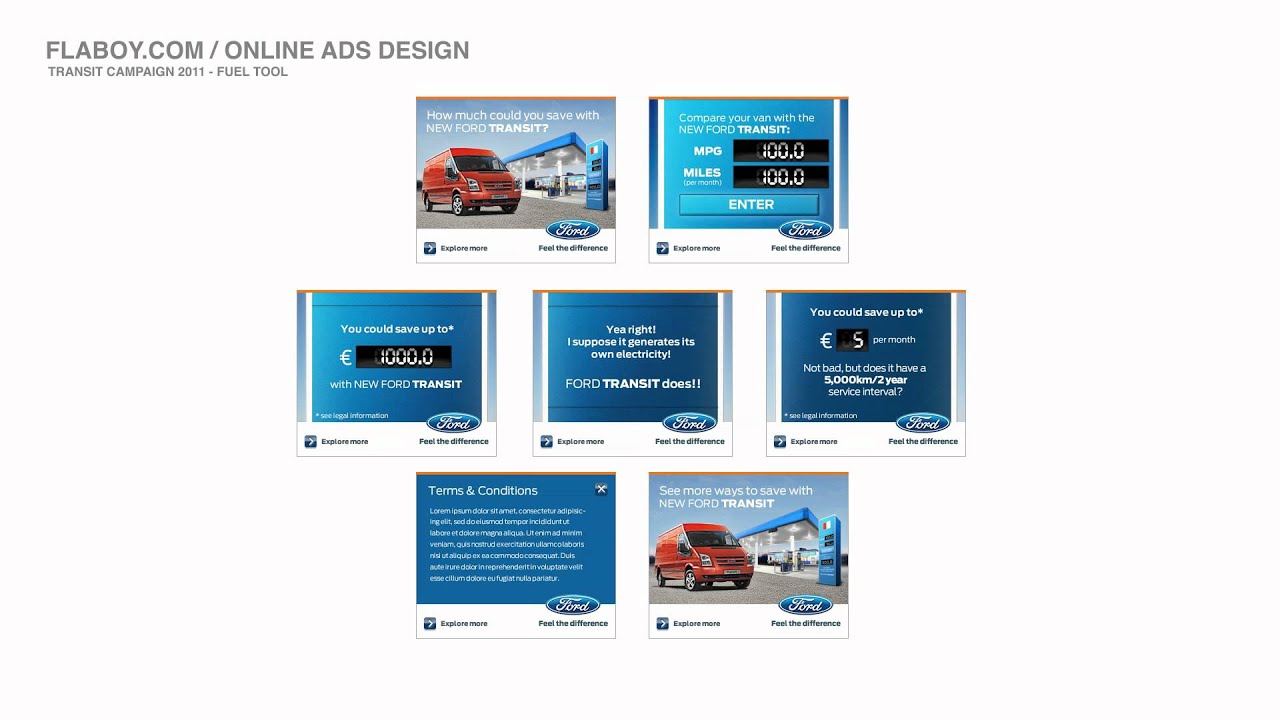 FLABOY.COM / ONLINE ADS DESIGN
TRANSIT CAMPAIGN 2011 - FUEL TOOL
How much could you save with
NEW FORD TRANSIT?
Ford
Explore more
Feel the difference
Compare your van with the
NEW FORD TRANSIT:
MPG
100.0
MILES
100.0
(per month)
ENTER
Ford
Explore more
Feel the difference
You could save up to*
€ 1000.0
with NEW FORD TRANSIT
* see legal information
Ford
Explore more
Feel the difference
Yea right!
I suppose it generates its
own electricity!
FORD TRANSIT does!!
Ford
Explore more
Feel the difference
You could save up to*
€ 5 per month
Not bad, but does it have a
5,000km/2 year
service interval?
* see legal information
Ford
Explore more
Feel the difference
Terms & Conditions
Lorem ipsum dolor sit amet, consectetur adipisic-
ing elit, sed do eiusmod tempor incididunt ut
labore et dolore magna aliqua. Ut enim ad minim
veniam, quis nostrud exercitation ullamco laboris
nisi ut aliquip ex ea commodo consequat. Duis
aute irure dolor in reprehenderit in voluptate velit
esse cillum dolore eu fugiat nulla pariatur.
Ford
Explore more
Feel the difference
See more ways to save with
NEW FORD TRANSIT
Ford
Explore more
Feel the difference